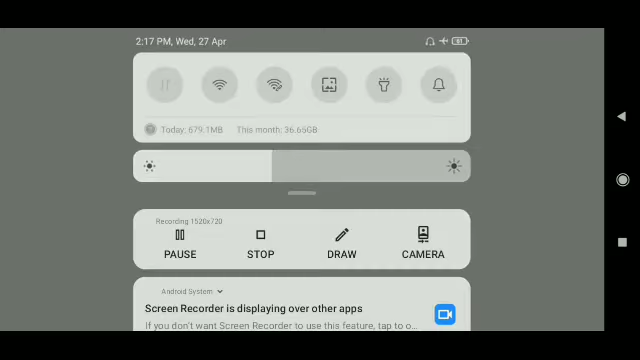 2:17 PM, Wed, 27 Apr
61
Today: 679.1MB This month: 36.65GB
Recording 1520x720
PAUSE STOP DRAW CAMERA
Android System
Screen Recorder is displaying over other apps
If you don't want Screen Recorder to use this feature, tap to o...